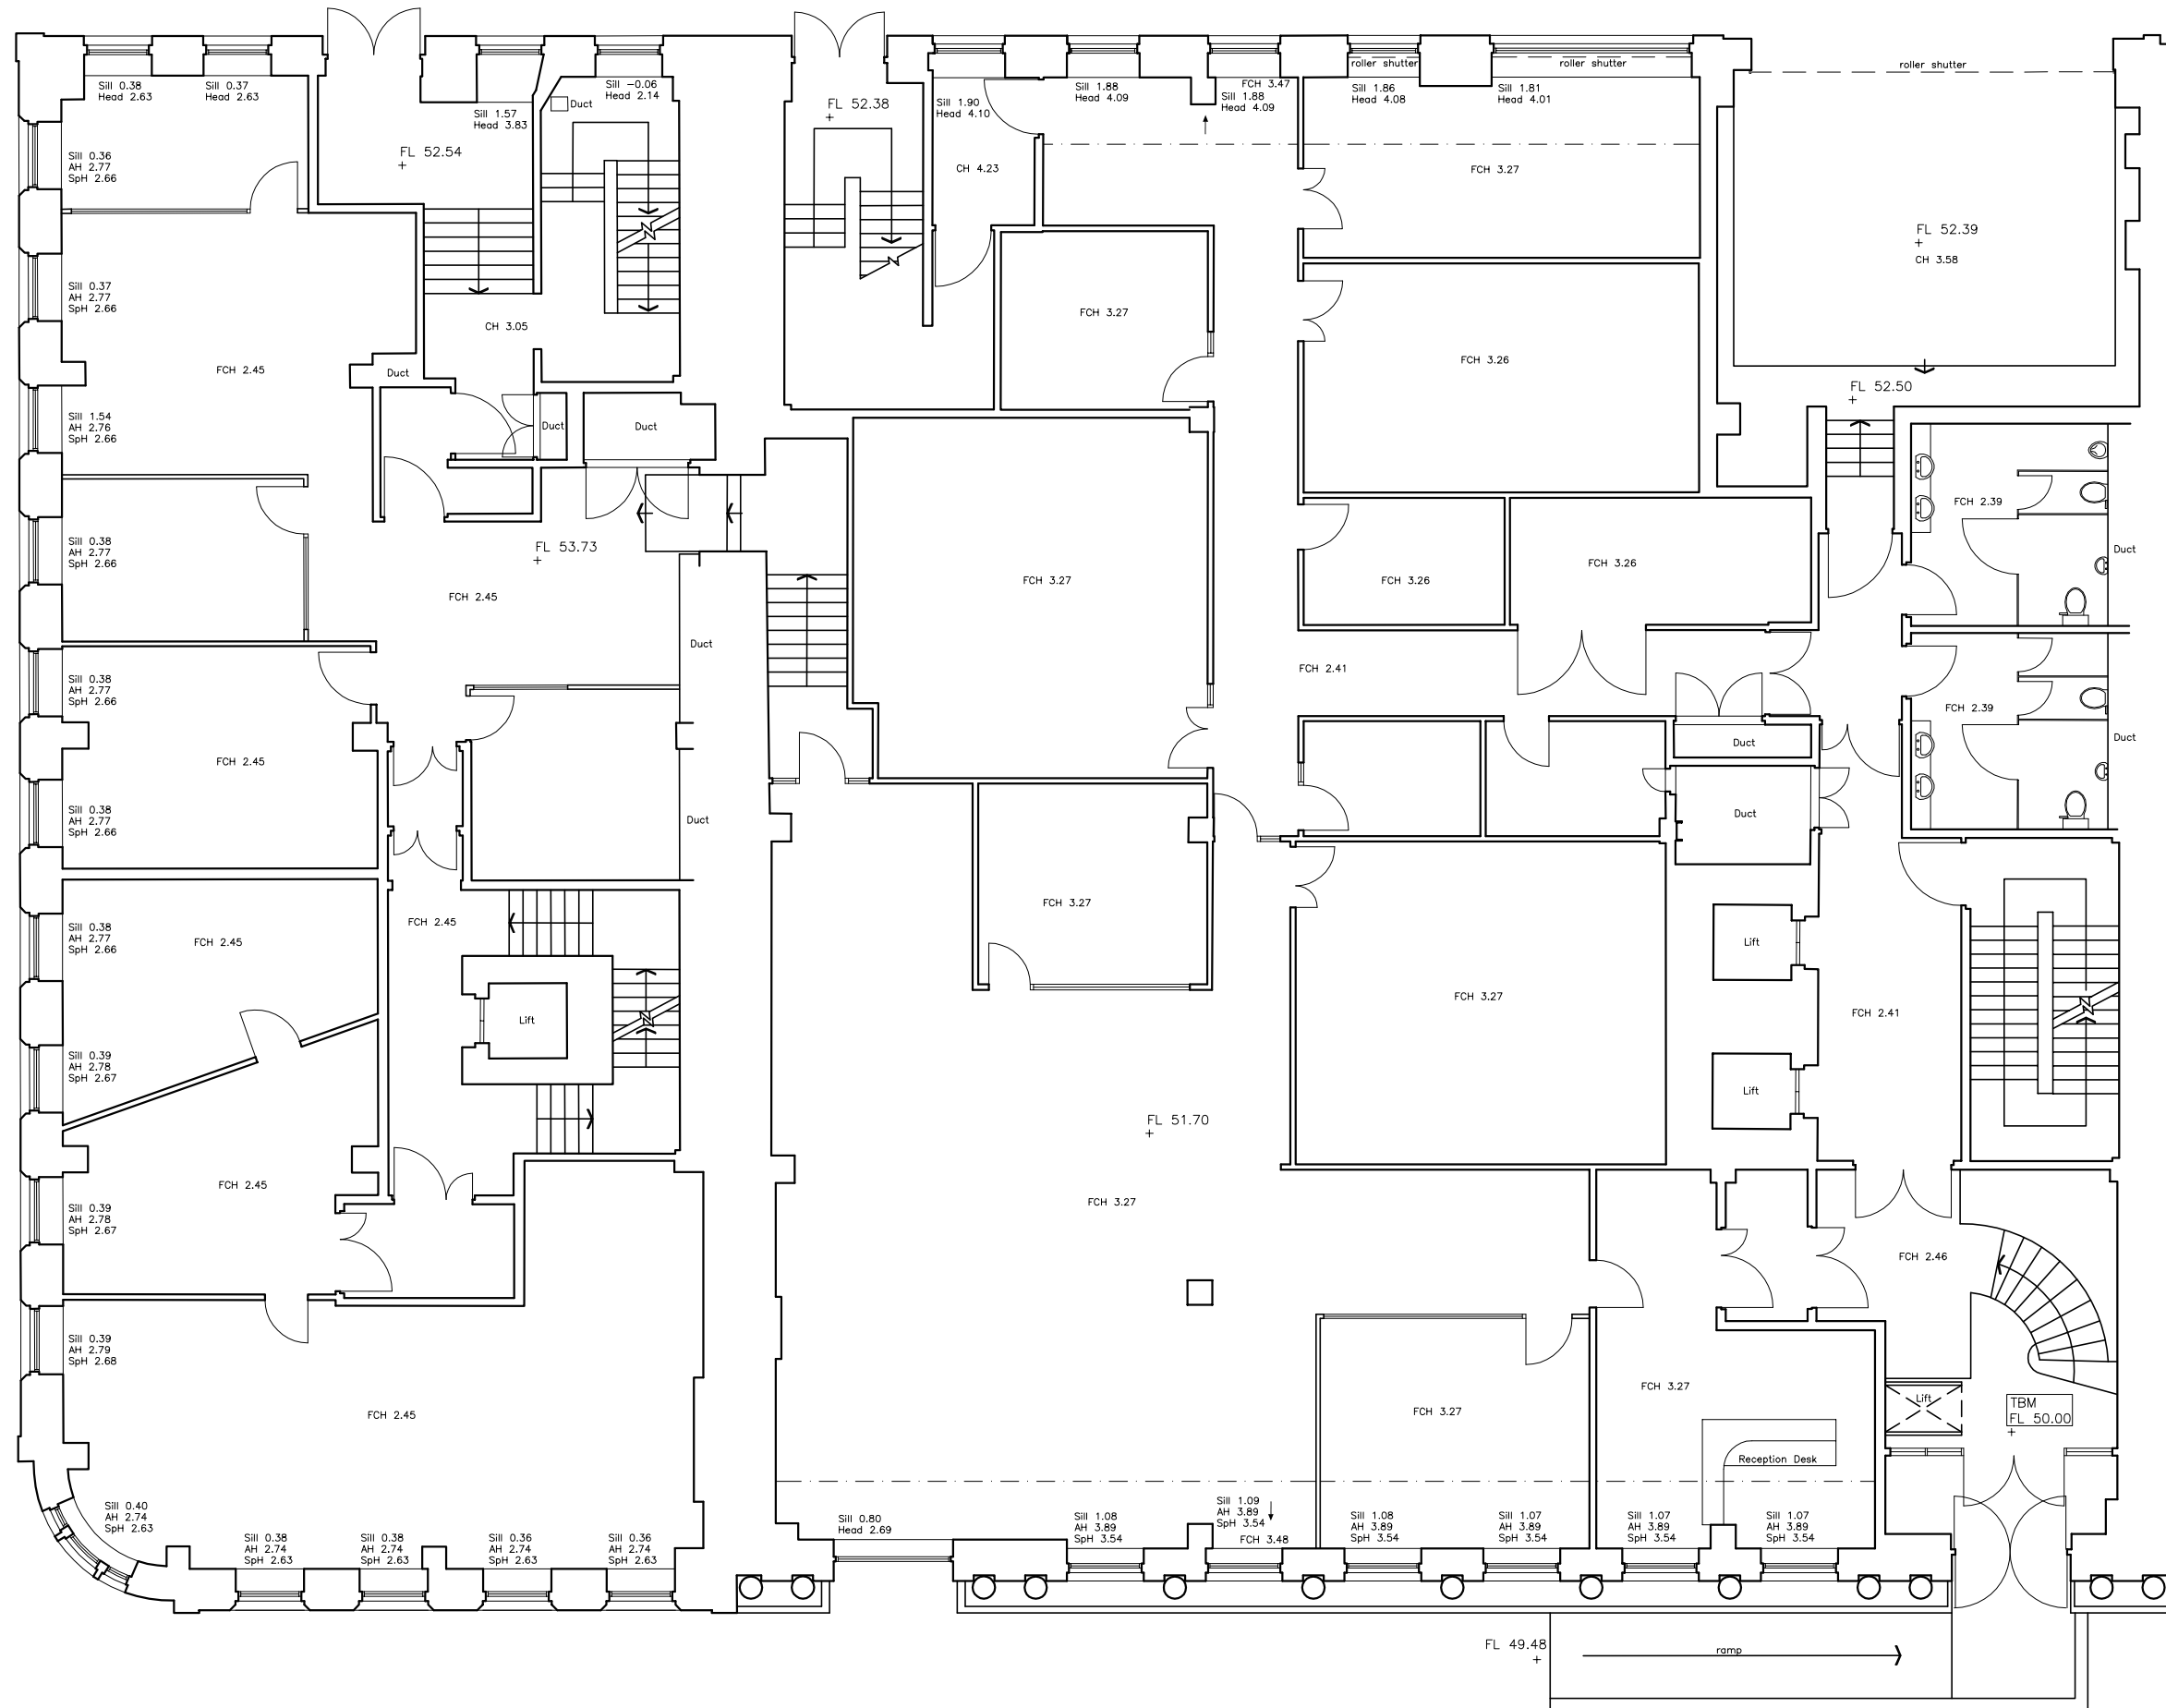 Sill 0.38
Head 2.63
Sill 0.37
Head 2.63
Sill 1.57
Head 3.83
Sill -0.06
Head 2.14
Duct
FL 52.54
FL 52.38
Sill 1.90
Head 4.10
Sill 1.88
Head 4.09
FCH 3.47
Sill 1.88
Head 4.09
roller shutter
Sill 1.86
Head 4.08
roller shutter
Sill 1.81
Head 4.01
roller shutter
Sill 0.36
AH 2.77
SpH 2.66
CH 4.23
FCH 3.27
FL 52.39
CH 3.58
Sill 0.37
AH 2.77
SpH 2.66
CH 3.05
FCH 3.27
FCH 2.45
Duct
FCH 3.26
FL 52.50
Sill 1.54
AH 2.76
SpH 2.66
Duct
Duct
FCH 2.39
Sill 0.38
AH 2.77
SpH 2.66
FL 53.73
FCH 2.45
FCH 3.27
FCH 3.26
FCH 3.26
Duct
Duct
FCH 2.41
Sill 0.38
AH 2.77
SpH 2.66
FCH 2.39
Duct
Duct
FCH 2.45
Sill 0.38
AH 2.77
SpH 2.66
Duct
Duct
FCH 3.27
FCH 2.45
Sill 0.38
AH 2.77
SpH 2.66
FCH 2.45
Lift
FCH 3.27
Lift
FCH 2.41
Sill 0.39
AH 2.78
SpH 2.67
Lift
FL 51.70
FCH 2.45
Sill 0.39
AH 2.78
SpH 2.67
FCH 3.27
FCH 2.46
Sill 0.39
AH 2.79
SpH 2.68
FCH 2.45
FCH 3.27
FCH 3.27
Lift
TBM
FL 50.00
Reception Desk
Sill 0.40
AH 2.74
SpH 2.63
Sill 0.38
AH 2.74
SpH 2.63
Sill 0.38
AH 2.74
SpH 2.63
Sill 0.36
AH 2.74
SpH 2.63
Sill 0.36
AH 2.74
SpH 2.63
Sill 0.80
Head 2.69
Sill 1.08
AH 3.89
SpH 3.54
Sill 1.09
AH 3.89
SpH 3.54
FCH 3.48
Sill 1.08
AH 3.89
SpH 3.54
Sill 1.07
AH 3.89
SpH 3.54
Sill 1.07
AH 3.89
SpH 3.54
Sill 1.07
AH 3.89
SpH 3.54
FL 49.48
ramp